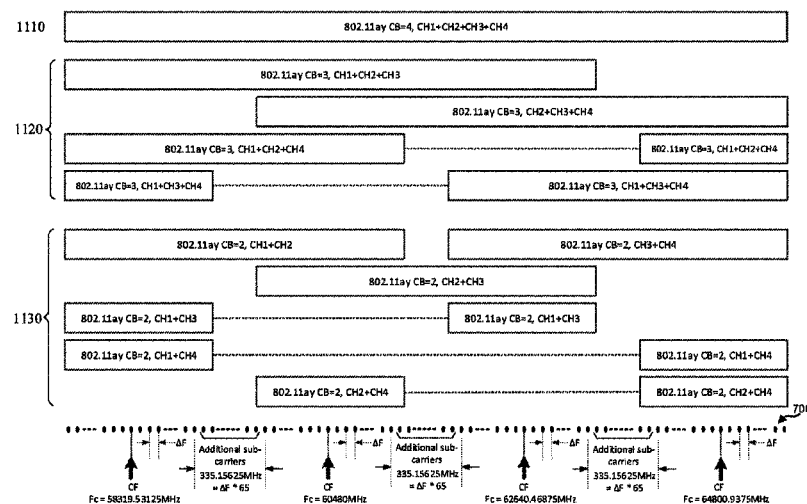 1110
802.11ay CB=4, CH1+CH2+CH3+CH4
1120
802.11ay CB=3, CH1+CH2+CH3
802.11ay CB=3, CH2+CH3+CH4
802.11ay CB=3, CH1+CH2+CH4
802.11ay CB=3, CH1+CH2+CH4
802.11ay CB=3, CH1+CH3+CH4
802.11ay CB=3, CH1+CH3+CH4
1130
802.11ay CB=2, CH1+CH2
802.11ay CB=2, CH3+CH4
802.11ay CB=2, CH2+CH3
802.11ay CB=2, CH1+CH3
802.11ay CB=2, CH1+CH3
802.11ay CB=2, CH1+CH4
802.11ay CB=2, CH1+CH4
802.11ay CB=2, CH2+CH4
802.11ay CB=2, CH2+CH4
700
ΔF
ΔF
ΔF
ΔF
Additional sub-
carriers
335.15625MHz
= ΔF * 65
Additional sub-
carriers
335.15625MHz
= ΔF * 65
Additional sub-
carriers
335.15625MHz
= ΔF * 65
CF
Fc = 58319.53125MHz
CF
Fc = 60480MHz
CF
Fc = 62640.46875MHz
CF
Fc = 64800.9375MHz